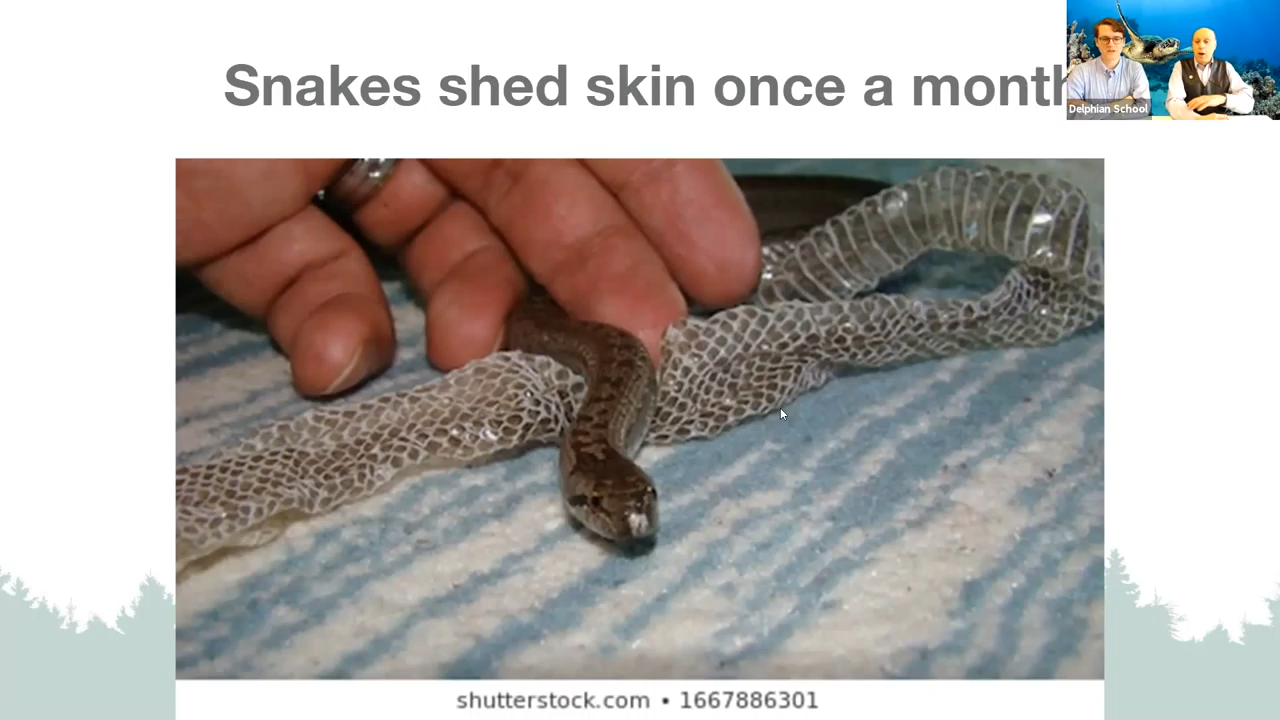 Snakes shed skin once a month
Delphian School
shutterstock.com • 1667886301